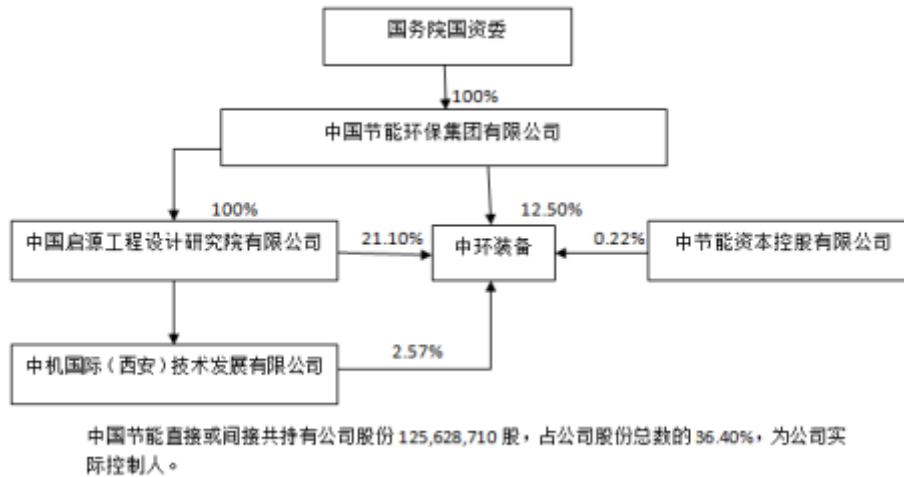 国务院国资委
100%
中国节能环保集团有限公司
100%
12.50%
中国启源工程设计研究院有限公司
21.10%
中环装备
0.22%
中节能资本控股有限公司
中机国际（西安）技术发展有限公司
2.57%
中国节能直接或间接共持有公司股份 125,628,710 股，占公司股份总数的 36.40%，为公司实
际控制人。